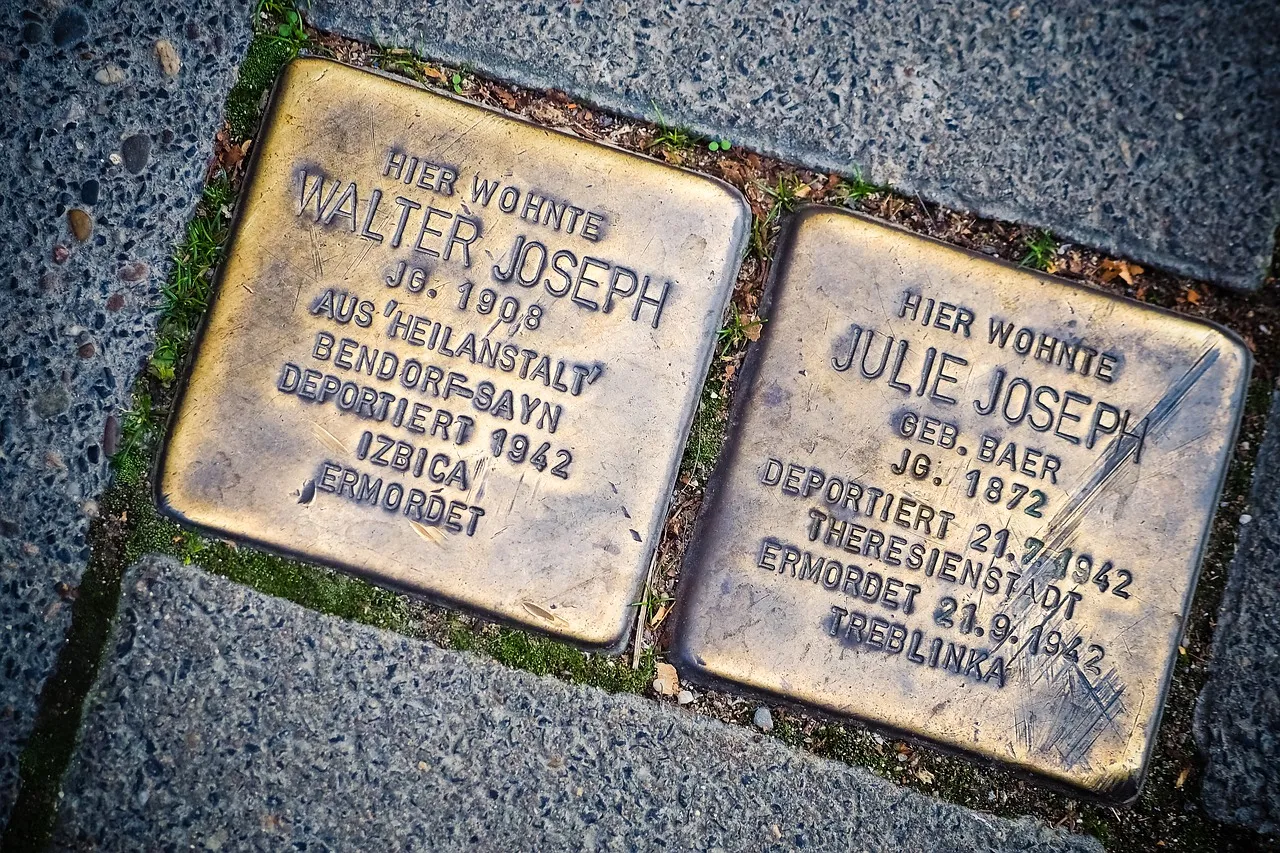 HIER WOHNTE
WALTER JOSEPH
JG. 1908
AUS 'HEILANSTALT'
BENDORF-SAYN
DEPORTIERT 1942
IZBICA
ERMORDET
HIER WOHNTE
JULIE JOSEPH
GEB. BAER
JG. 1872
DEPORTIERT 21.7.1942
THERESIENSTADT
ERMORDET 21.9.1942
TREBLINKA